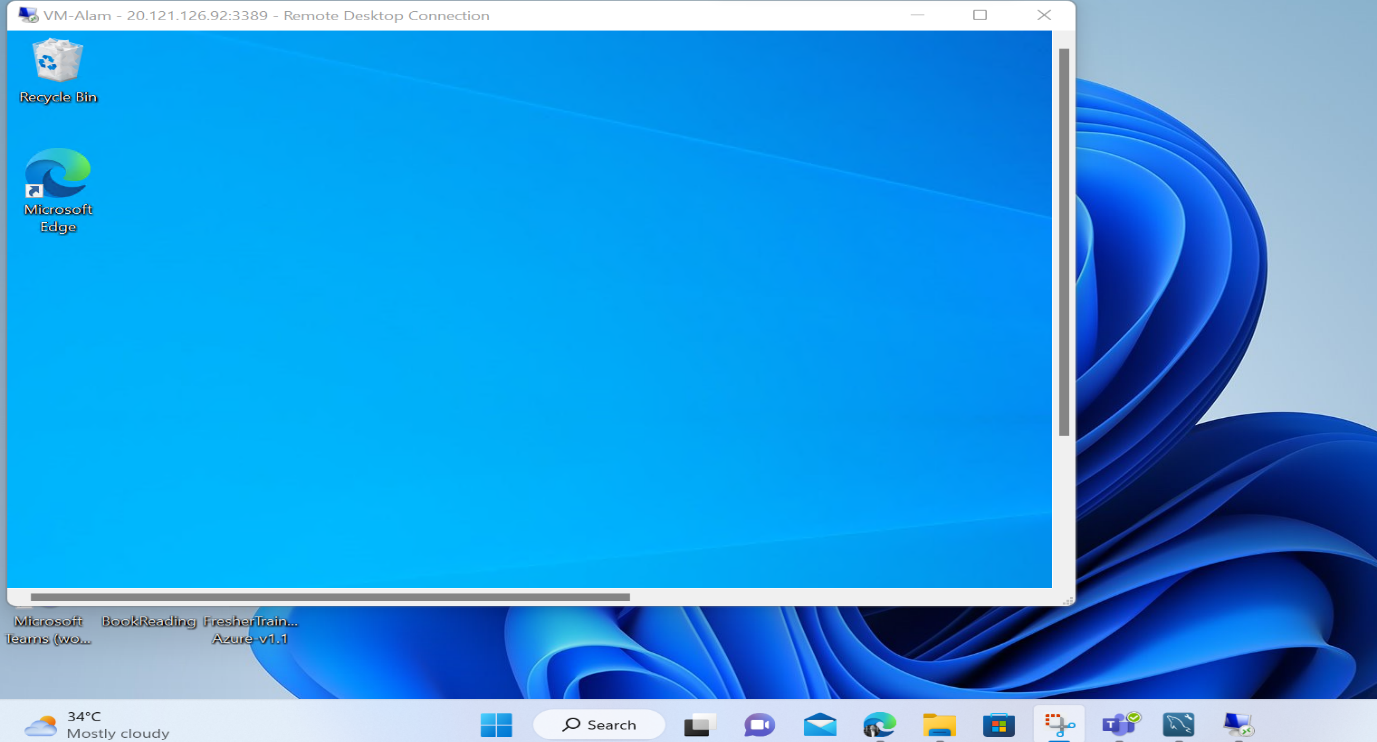 VM-Alam - 20.121.126.92:3389 - Remote Desktop Connection
Recycle Bin
Microsoft
Edge
Microsoft
Teams (wo...
BookReading
FresherTrain...
Azure-v1.1
34°C
Mostly cloudy
Search